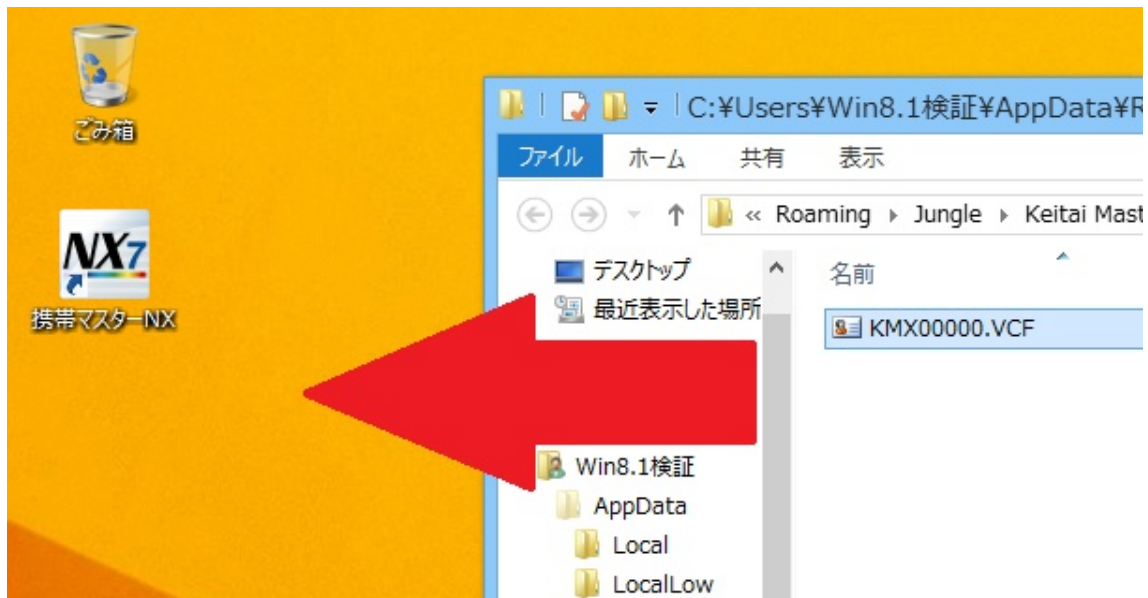 ごみ箱
NX7
携帯マスターNX
C:¥Users¥Win8.1検証¥AppData¥R
ファイル ホーム 共有 表示
« Roaming Jungle Keitai Mast
デスクトップ
最近表示した場所
名前
KMX00000.VCF
Win8.1検証
AppData
Local
LocalLow